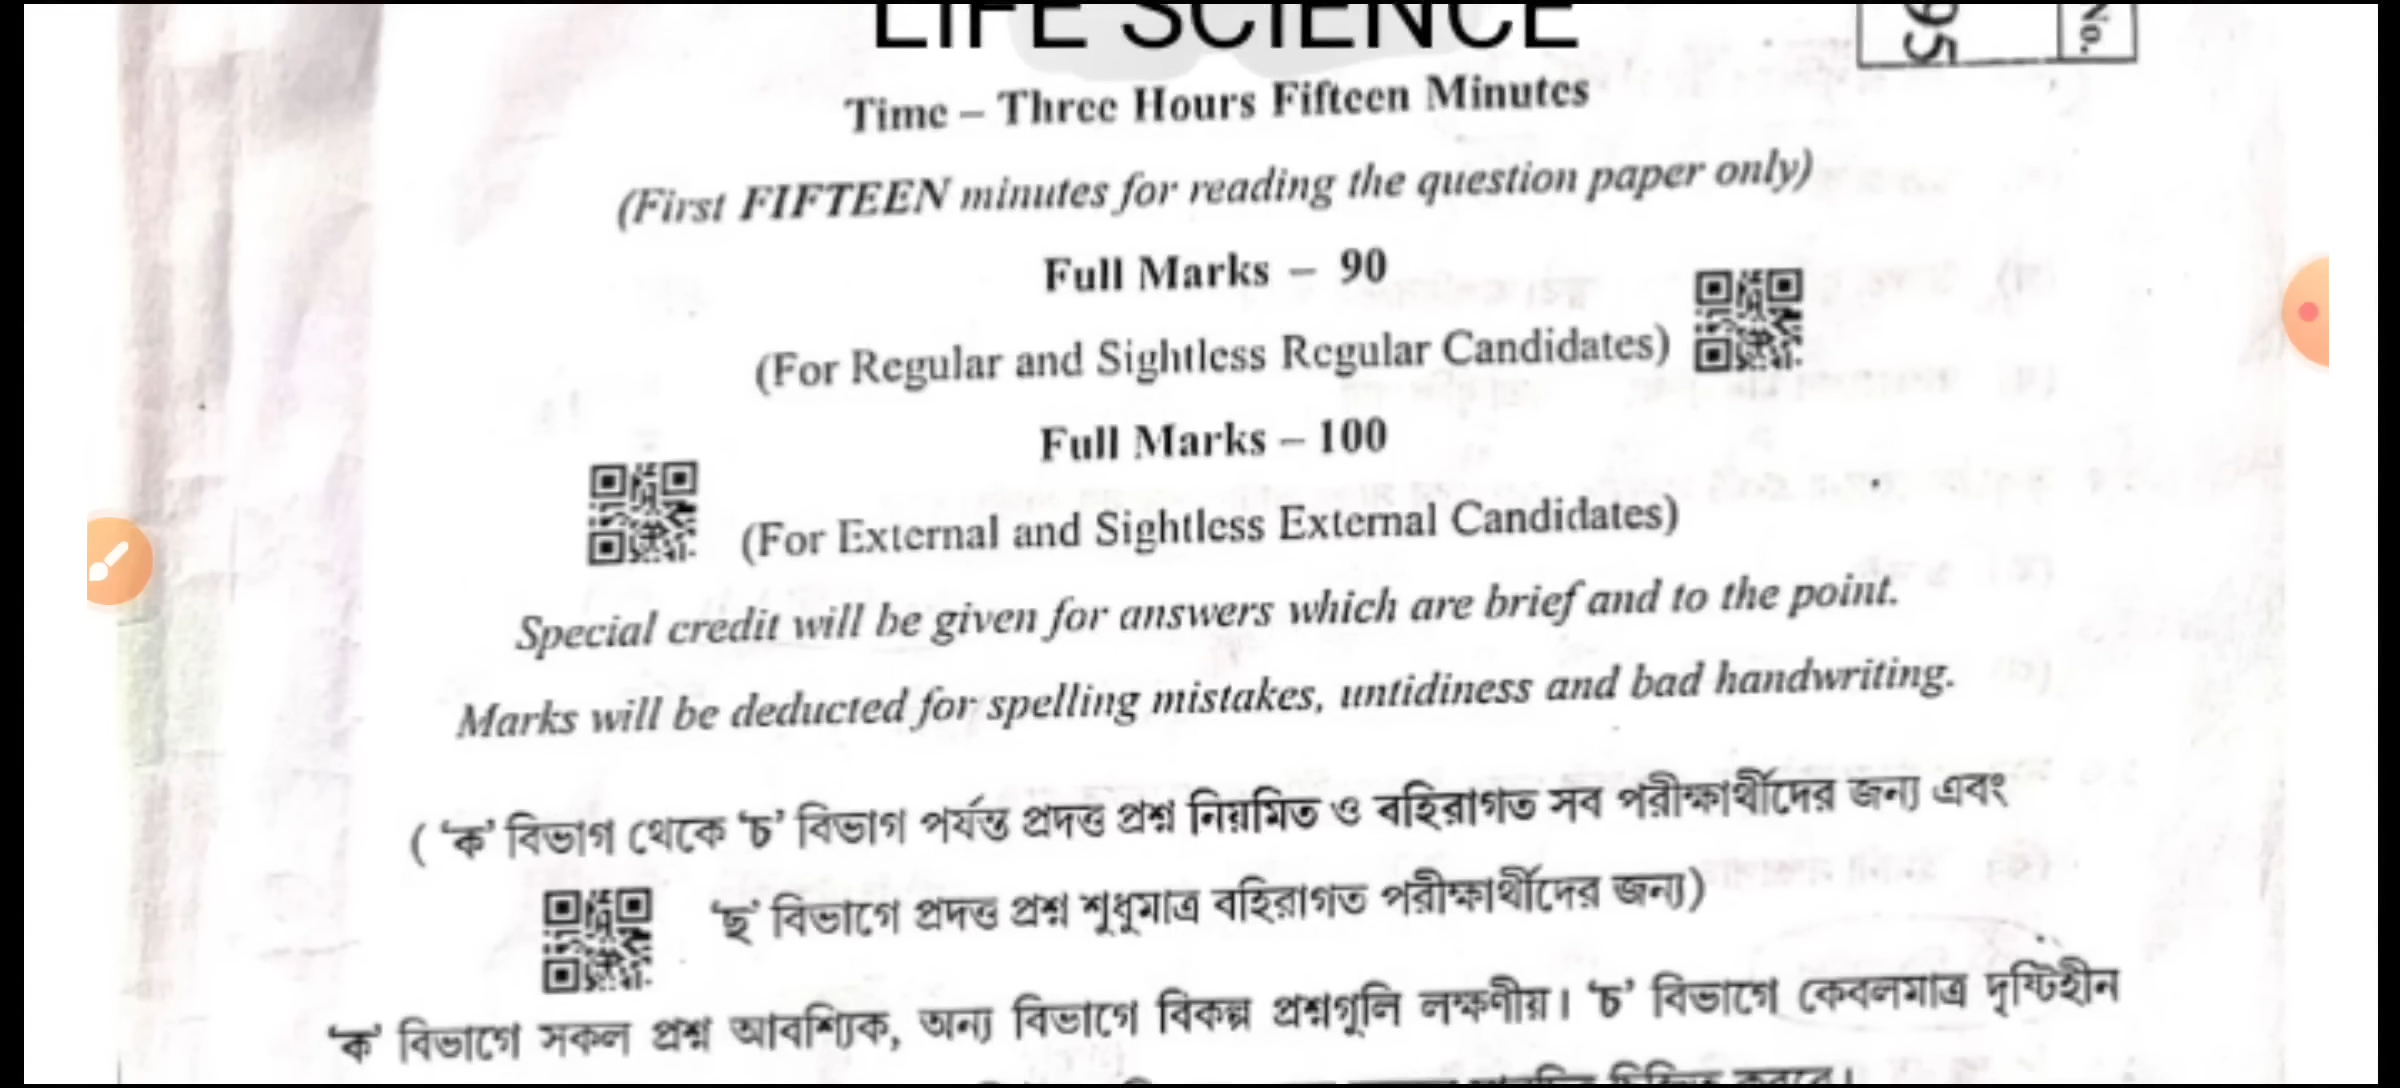 LIFE SCIENCE
95
No.
Time – Three Hours Fifteen Minutes
(First FIFTEEN minutes for reading the question paper only)
Full Marks – 90
(For Regular and Sightless Regular Candidates)
Full Marks – 100
(For External and Sightless External Candidates)
Special credit will be given for answers which are brief and to the point.
Marks will be deducted for spelling mistakes, untidiness and bad handwriting.
( ‘ক’ বিভাগ থেকে ‘চ’ বিভাগ পর্যন্ত প্রদত্ত প্রশ্ন নিয়মিত ও বহিরাগত সব পরীক্ষার্থীদের জন্য এবং
‘ছ’ বিভাগে প্রদত্ত প্রশ্ন শুধুমাত্র বহিরাগত পরীক্ষার্থীদের জন্য)
‘ক’ বিভাগে সকল প্রশ্ন আবশ্যিক, অন্য বিভাগে বিকল্প প্রশ্নগুলি লক্ষণীয়। ‘চ’ বিভাগে কেবলমাত্র দৃষ্টিহীন